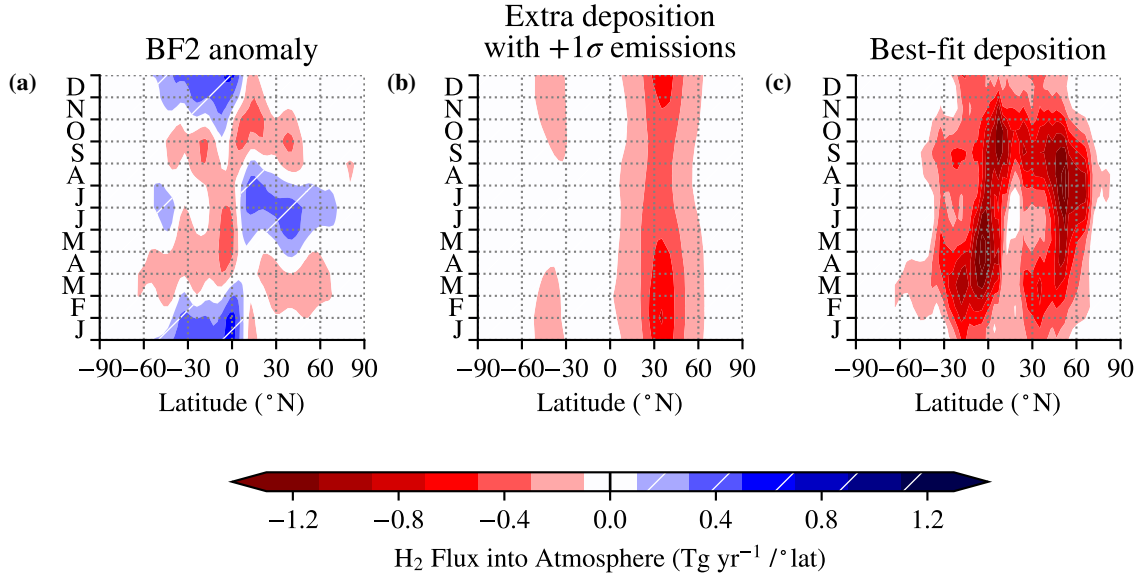 (a)
BF2 anomaly
D
N
O
S
A
J
J
M
A
M
F
J
−90 −60 −30 0 30 60 90
Latitude (°N)
(b)
Extra deposition
with +1σ emissions
−90 −60 −30 0 30 60 90
Latitude (°N)
(c)
Best-fit deposition
D
N
O
S
A
J
J
M
A
M
F
J
−90 −60 −30 0 30 60 90
Latitude (°N)
−1.2 −0.8 −0.4 0.0 0.4 0.8 1.2
H₂ Flux into Atmosphere (Tg yr⁻¹ /°lat)